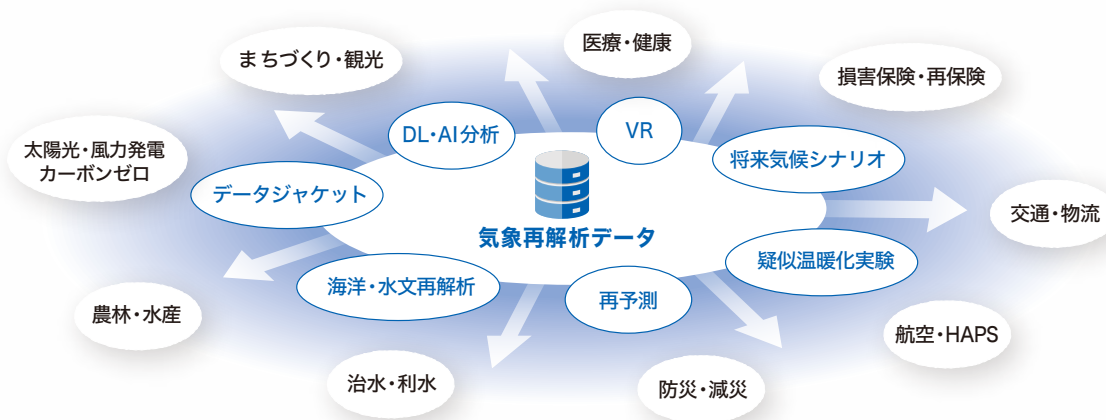 医療・健康
まちづくり・観光
損害保険・再保険
DL・AI分析
VR
太陽光・風力発電
カーボンゼロ
将来気候シナリオ
データジャケット
交通・物流
気象再解析データ
疑似温暖化実験
海洋・水文再解析
再予測
農林・水産
航空・HAPS
治水・利水
防災・減災